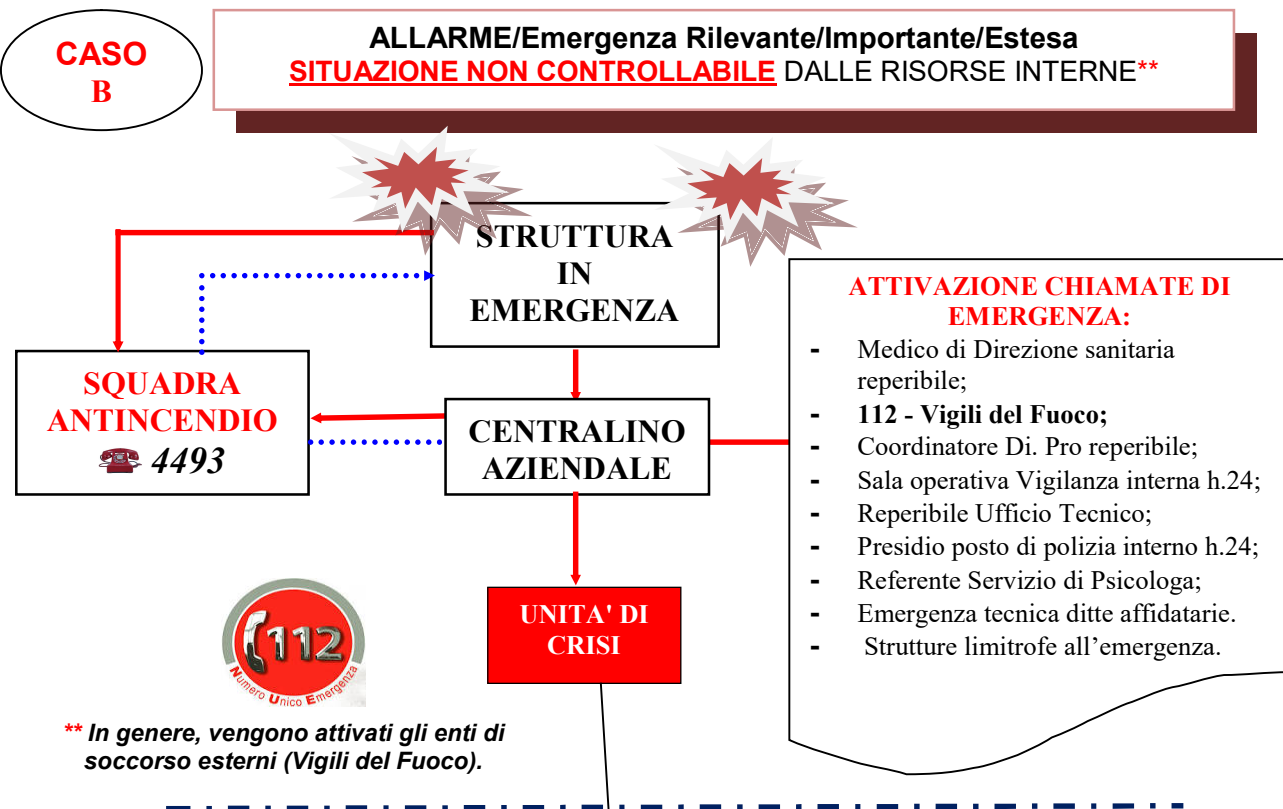 CASO
B
ALLARME/Emergenza Rilevante/Importante/Estesa
SITUAZIONE NON CONTROLLABILE DALLE RISORSE INTERNE**
STRUTTURA
IN
EMERGENZA
SQUADRA
ANTINCENDIO
☎ 4493
CENTRALINO
AZIENDALE
UNITA' DI
CRISI
ATTIVAZIONE CHIAMATE DI
EMERGENZA:
- Medico di Direzione sanitaria
reperibile;
- 112 - Vigili del Fuoco;
- Coordinatore Di. Pro reperibile;
- Sala operativa Vigilanza interna h.24;
- Reperibile Ufficio Tecnico;
- Presidio posto di polizia interno h.24;
- Referente Servizio di Psicologa;
- Emergenza tecnica ditte affidatarie.
- Strutture limitrofe all’emergenza.
112
Numero Unico Emergenza
** In genere, vengono attivati gli enti di
soccorso esterni (Vigili del Fuoco).